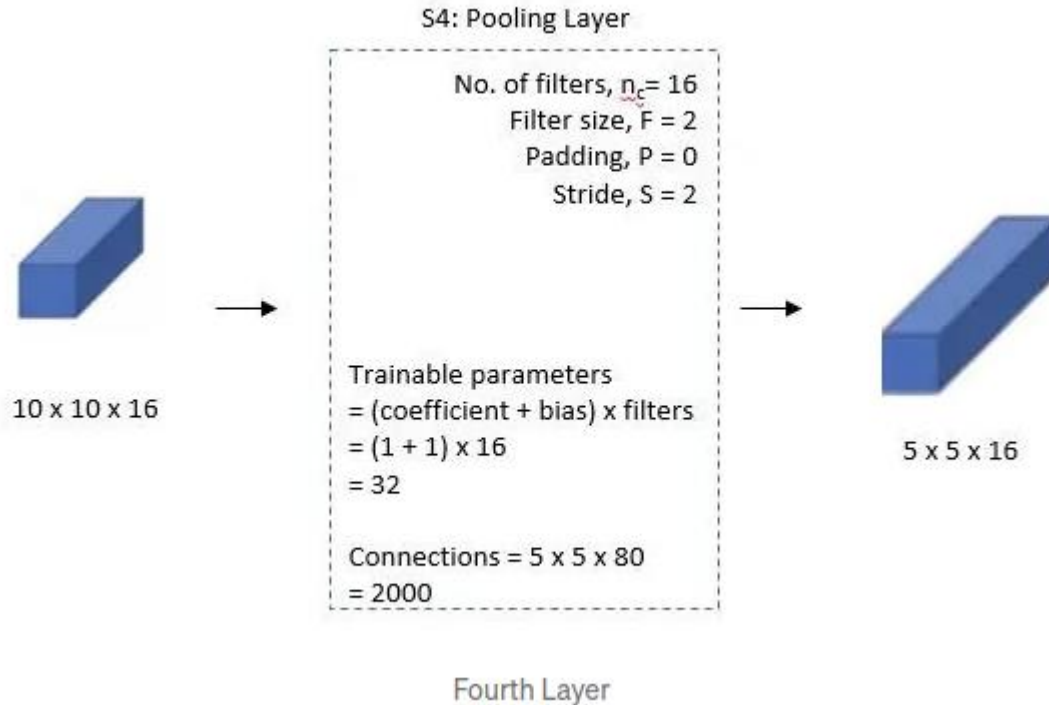 S4: Pooling Layer
No. of filters, nc= 16
Filter size, F = 2
Padding, P = 0
Stride, S = 2
10 x 10 x 16
Trainable parameters
= (coefficient + bias) x filters
= (1 + 1) x 16
= 32
Connections = 5 x 5 x 80
= 2000
5 x 5 x 16
Fourth Layer